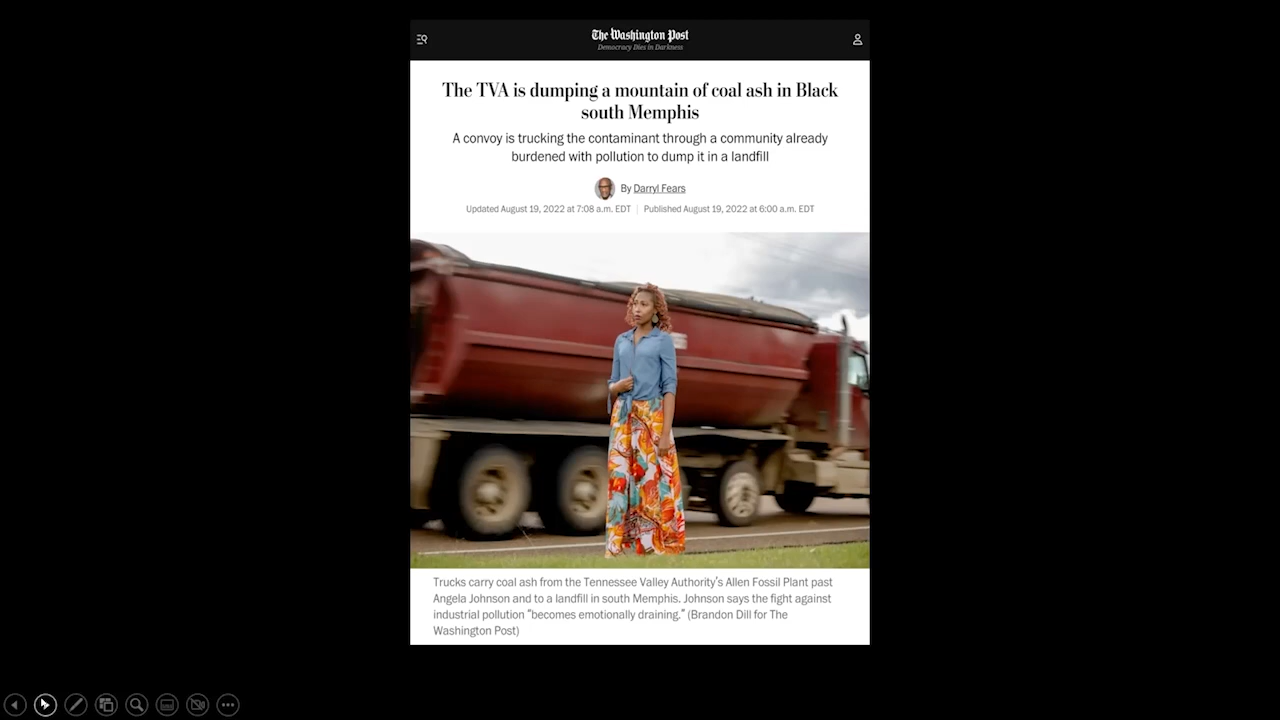 The Washington Post
Democracy Dies in Darkness
The TVA is dumping a mountain of coal ash in Black
south Memphis
A convoy is trucking the contaminant through a community already
burdened with pollution to dump it in a landfill
By Darryl Fears
Updated August 19, 2022 at 7:08 a.m. EDT | Published August 19, 2022 at 6:00 a.m. EDT
Trucks carry coal ash from the Tennessee Valley Authority's Allen Fossil Plant past
Angela Johnson and to a landfill in south Memphis. Johnson says the fight against
industrial pollution “becomes emotionally draining.” (Brandon Dill for The
Washington Post)